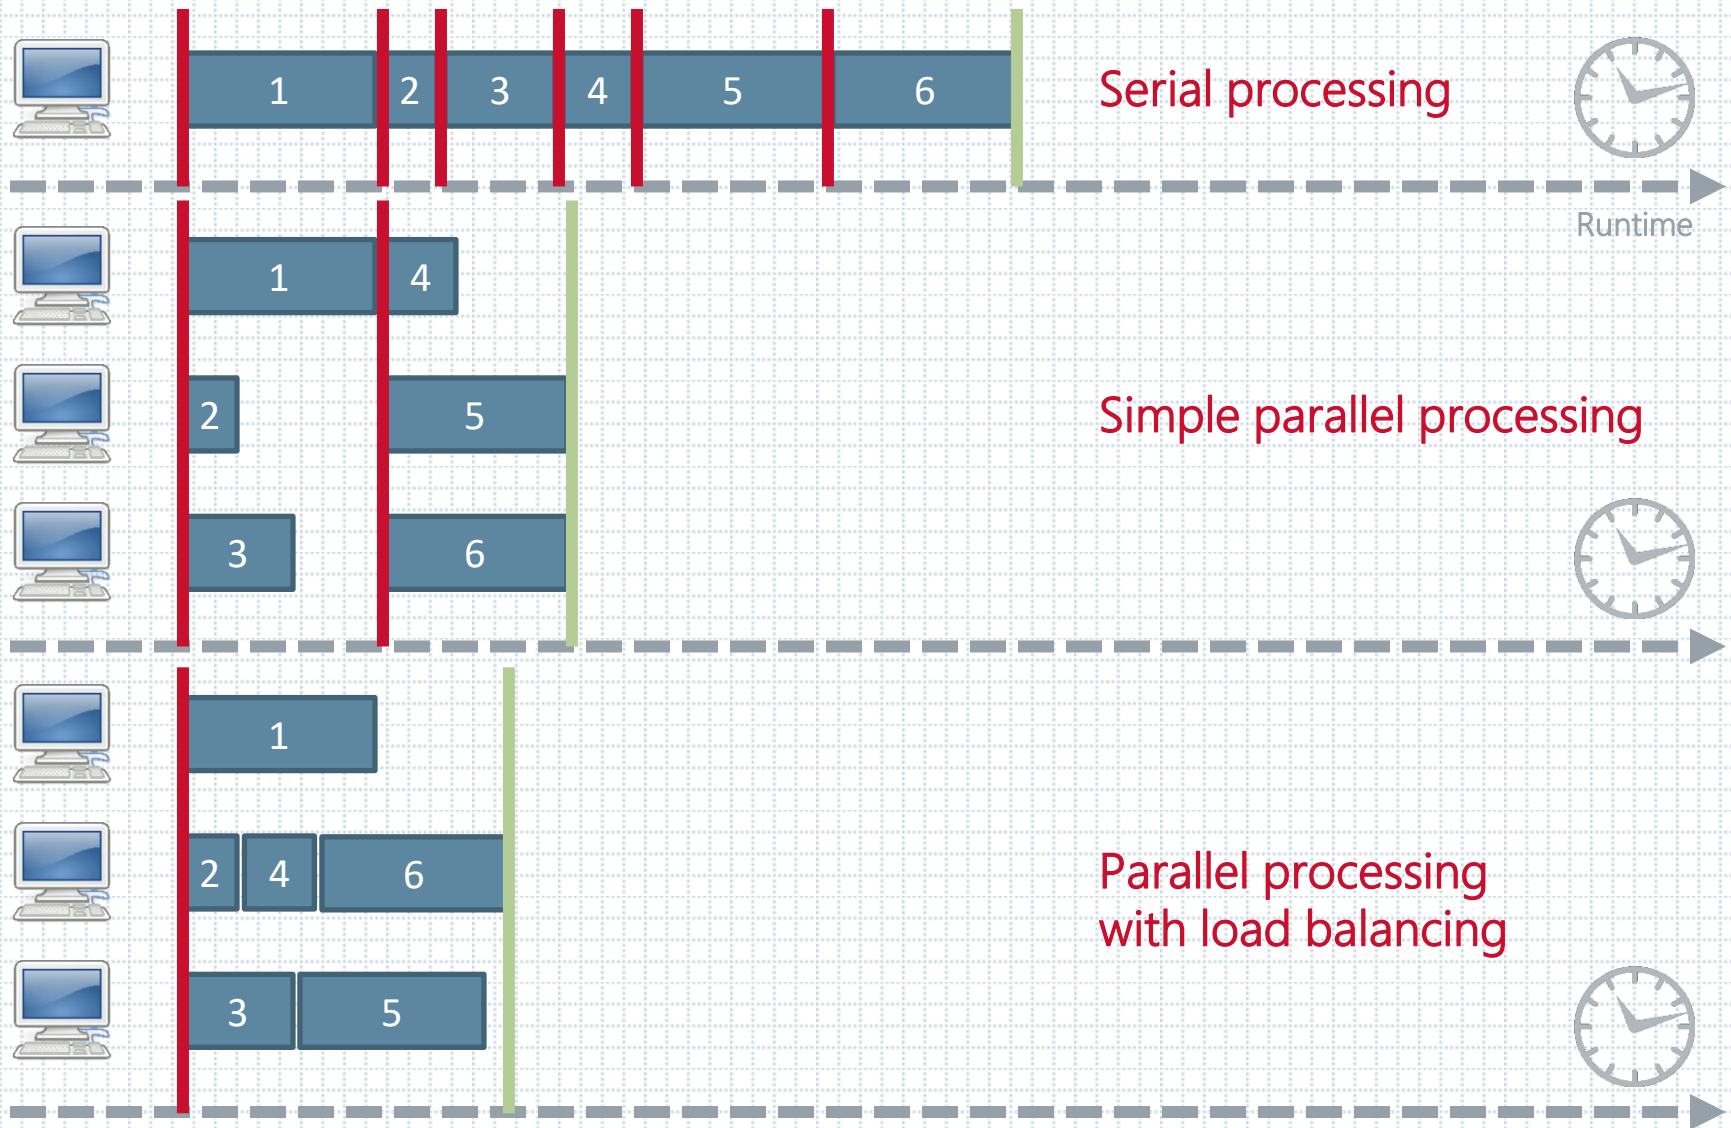 1 2 3 4 5 6 Serial processing
Runtime
1 4
2 5 Simple parallel processing
3 6
1
2 4 6 Parallel processing
with load balancing
3 5